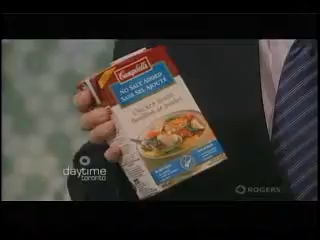 Campbell's
NO SALT ADDED
SANS SEL AJOUTÉ
Chicken Broth
Bouillon de poulet
daytime
toronto
ROGERS